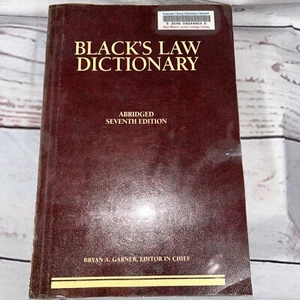 BLACK'S LAW
DICTIONARY
ABRIDGED
SEVENTH EDITION
BRYAN A. GARNER, EDITOR IN CHIEF